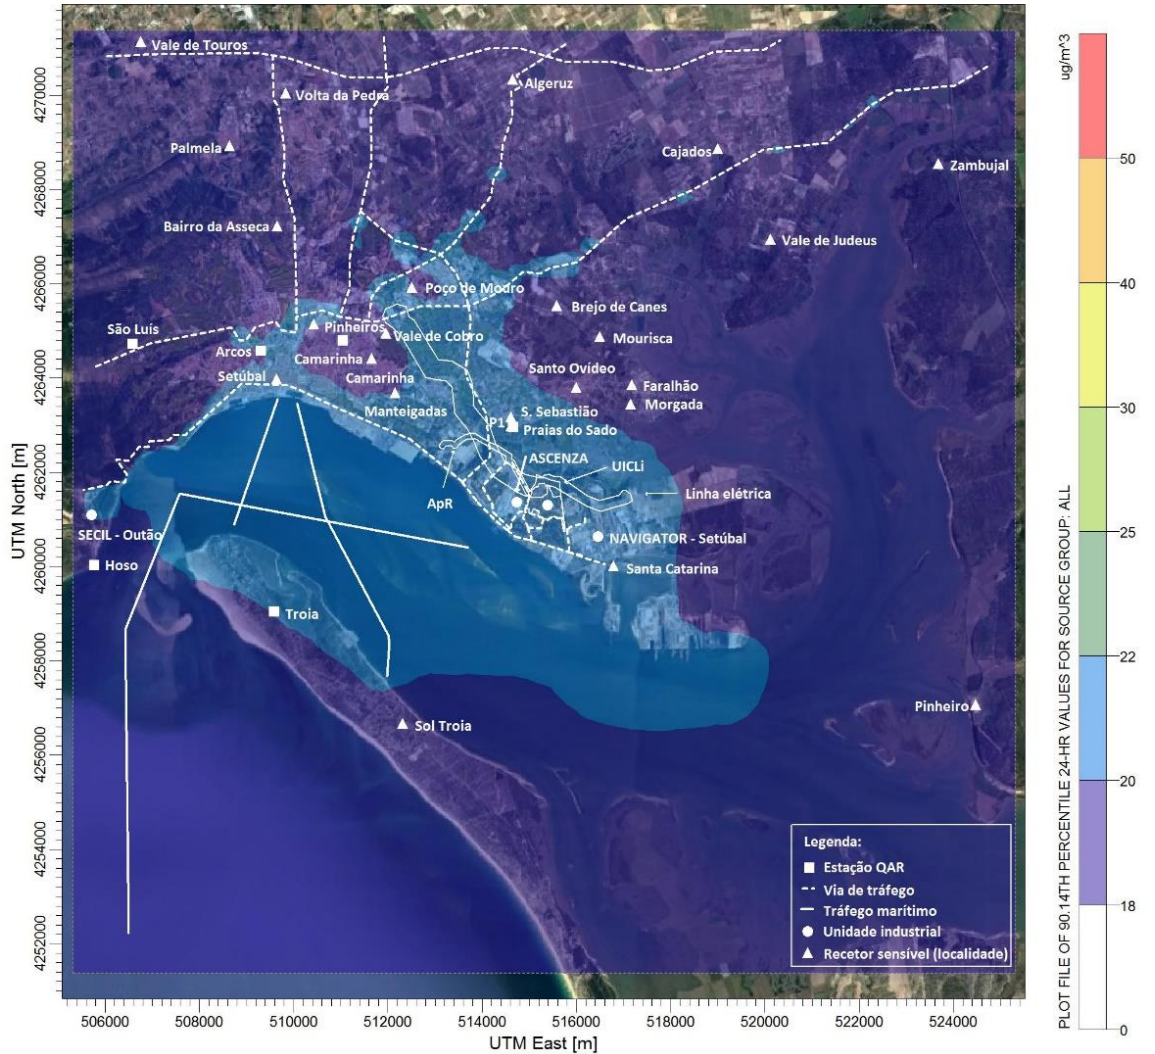 Vale de Touros
Volta da Pedra
Algeruz
Palmela
Cajados
Zambujal
Bairro da Asseca
Vale de Judeus
Poço de Mouro
Brejo de Canes
São Luís
Pinheiros
Vale de Cobro
Mourisca
Arcos
Camarinha
Santo Ovídeo
Setúbal
Camarinha
Faralhão
Manteigadas
Morgada
S. Sebastião
P1
Praias do Sado
ASCENZA
UICLi
ApR
Linha elétrica
SECIL - Outão
NAVIGATOR - Setúbal
Hoso
Santa Catarina
Troia
Pinheiro
Sol Troia
Legenda:
Estação QAR
Via de tráfego
Tráfego marítimo
Unidade industrial
Recetor sensível (localidade)
UTM North [m]
4270000
4268000
4266000
4264000
4262000
4260000
4258000
4256000
4254000
4252000
506000 508000 510000 512000 514000 516000 518000 520000 522000 524000
UTM East [m]
PLOT FILE OF 90.14TH PERCENTILE 24-HR VALUES FOR SOURCE GROUP: ALL
ug/m^3
50
40
30
25
22
20
18
0